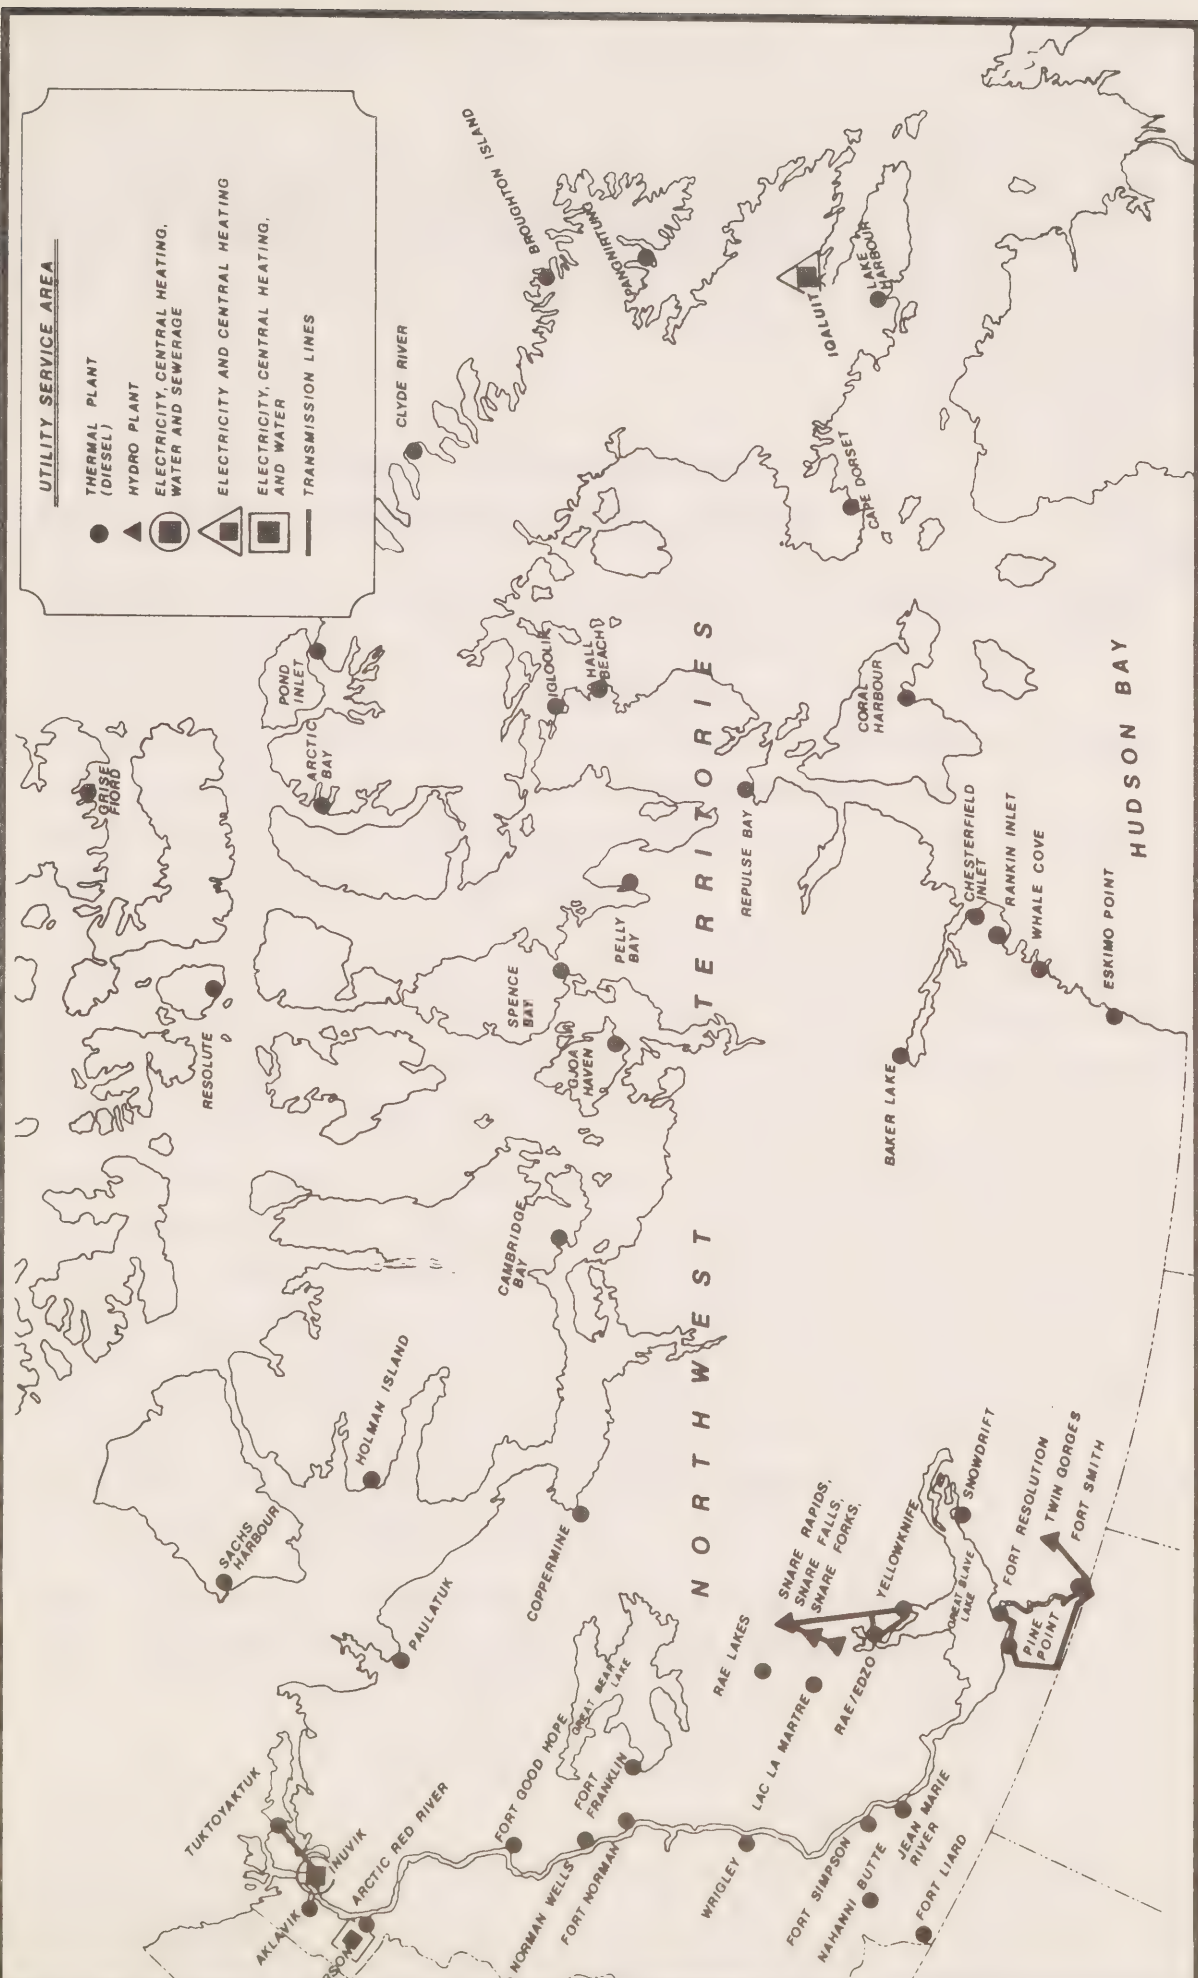 UTILITY SERVICE AREA
THERMAL PLANT
(DIESEL)
HYDRO PLANT
ELECTRICITY, CENTRAL HEATING,
WATER AND SEWERAGE
ELECTRICITY AND CENTRAL HEATING
ELECTRICITY, CENTRAL HEATING,
AND WATER
TRANSMISSION LINES
GRISE
FIORD
RESOLUTE
POND
INLET
ARCTIC
BAY
CLYDE RIVER
BROUGHTON ISLAND
PANGNIRTUNG
IQALUIT
LAKE
HARBOUR
CAPE DORSET
IGLOOLIK
HALL
BEACH
CORAL
HARBOUR
REPULSE BAY
PELLY
BAY
SPENCE
BAY
GJOA
HAVEN
CAMBRIDGE
BAY
HOLMAN ISLAND
SACHS
HARBOUR
PAULATUK
COPPERMINE
NORTHWEST TERRITORIES
HUDSON BAY
CHESTERFIELD
INLET
RANKIN INLET
WHALE COVE
ESKIMO POINT
BAKER LAKE
TUKTOYAKTUK
INUVIK
AKLAVIK
ARCTIC RED RIVER
FORT GOOD HOPE
GREAT BEAR
LAKE
FORT
FRANKLIN
NORMAN WELLS
FORT NORMAN
WRIGLEY
RAE LAKES
LAC LA MARTRE
RAE/EDZO
SNARE RAPIDS,
SNARE FALLS,
SNARE FORKS,
YELLOWKNIFE
SNOWDRIFT
LAKE
FORT RESOLUTION
TWIN GORGES
FORT SMITH
PINE
POINT
FORT SIMPSON
JEAN MARIE
RIVER
NAHANNI BUTTE
FORT LIARD